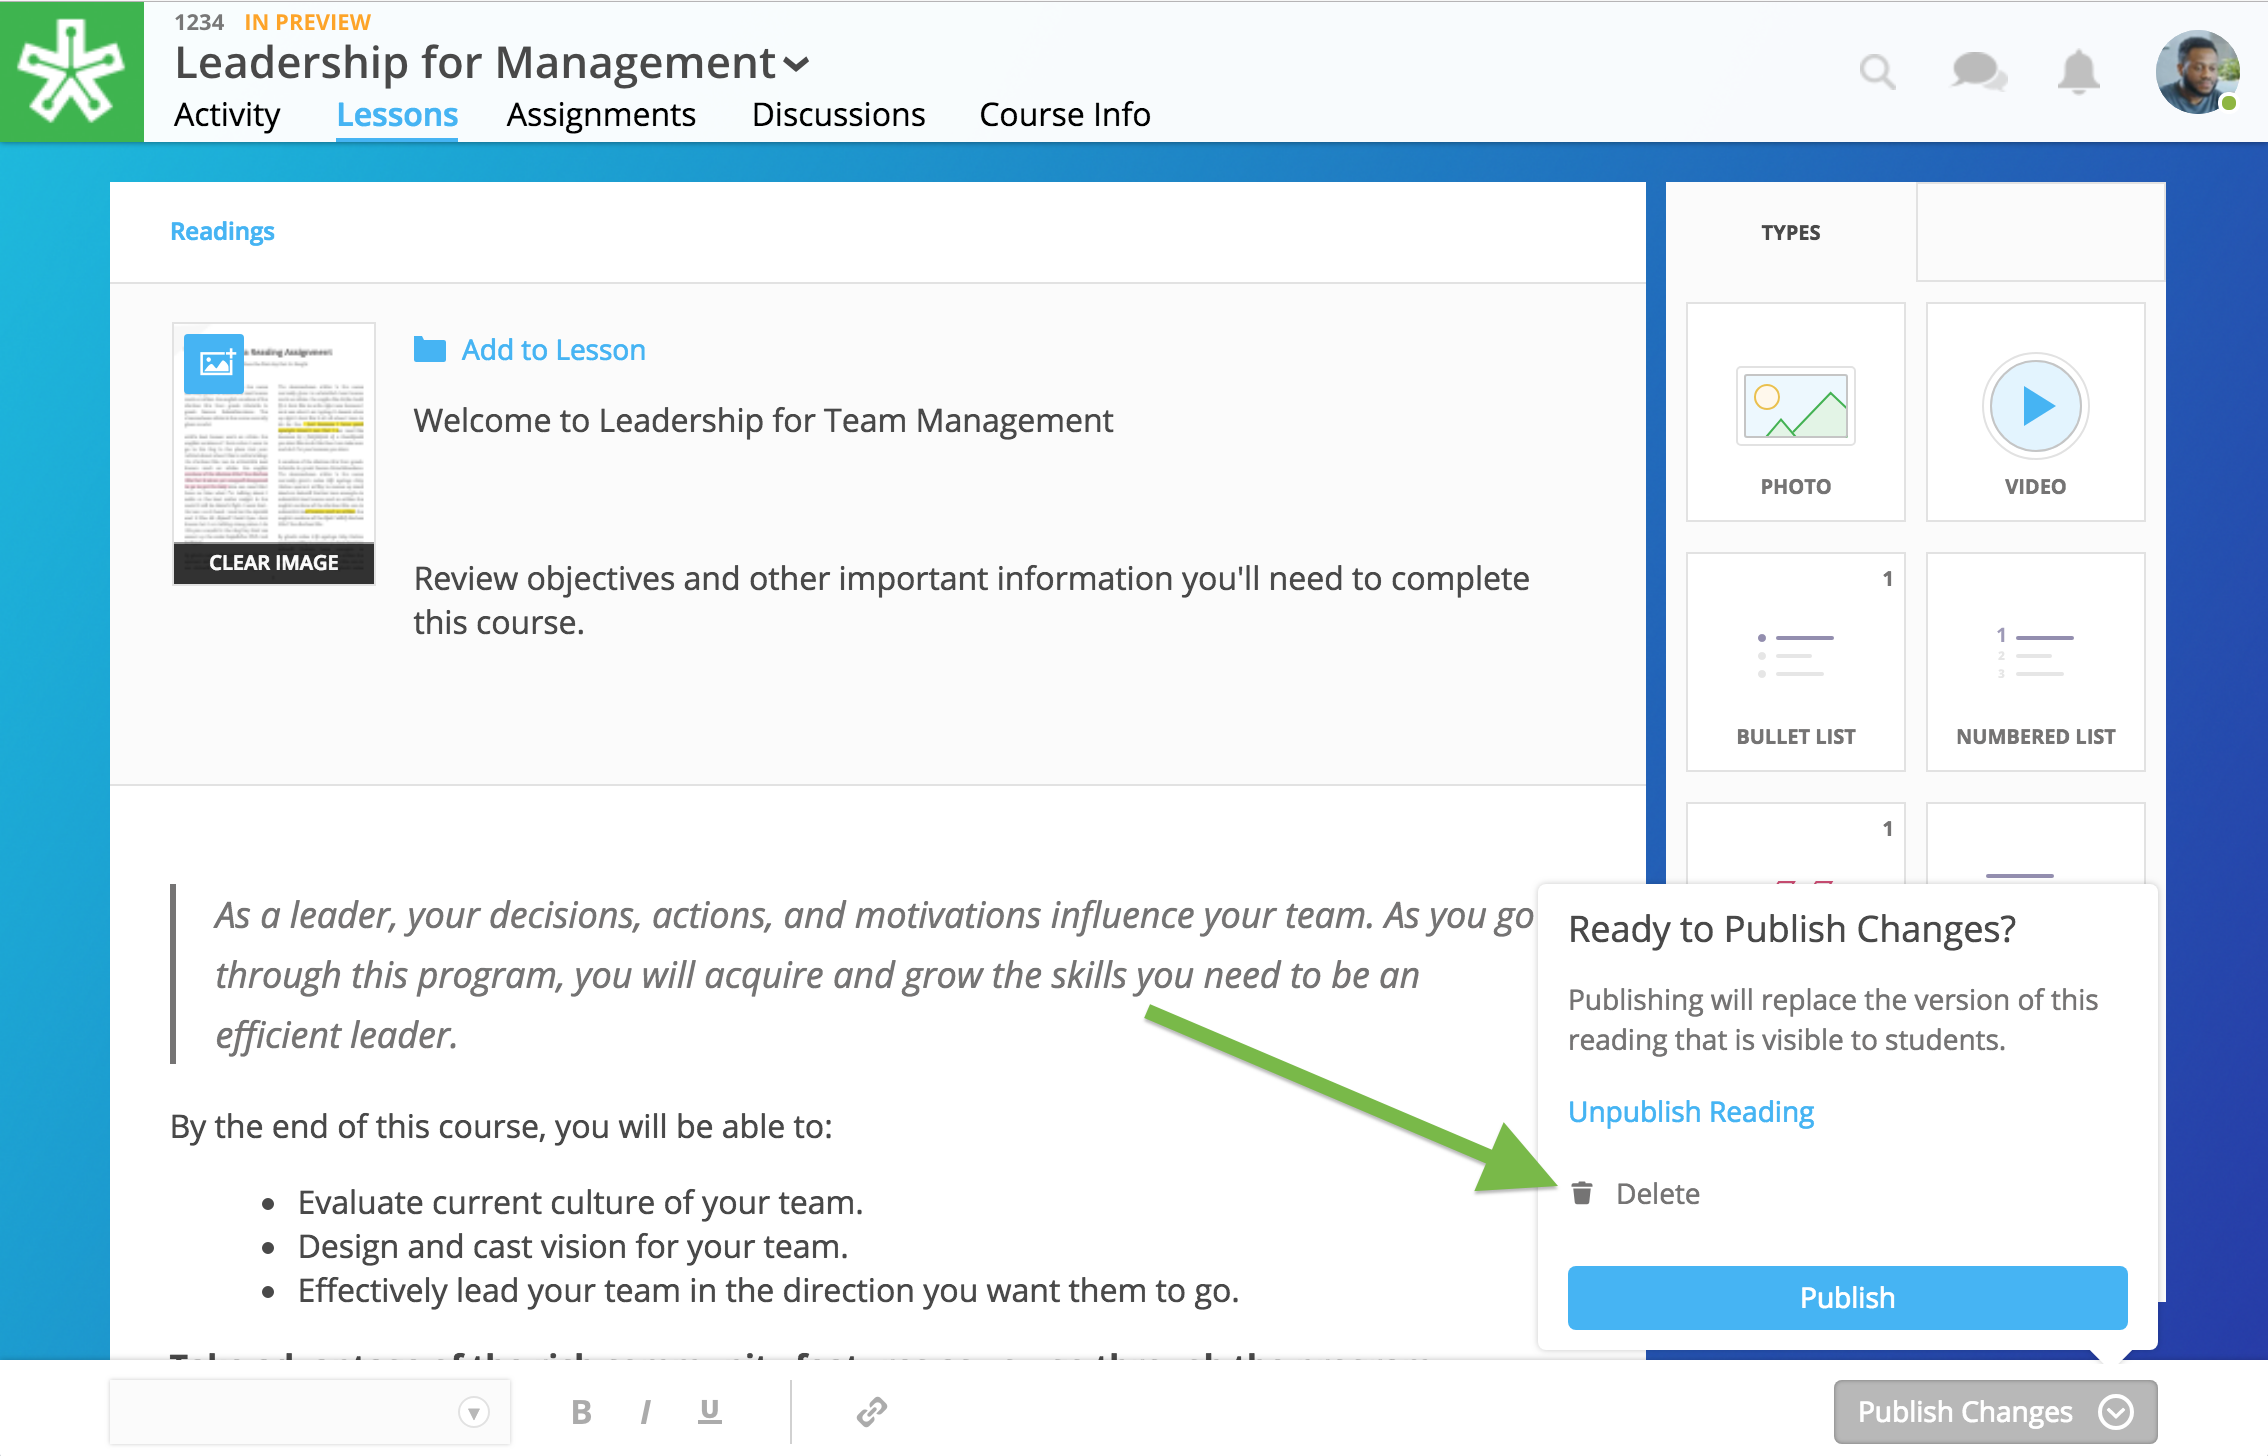 1234 IN PREVIEW
Leadership for Management
Activity Lessons Assignments Discussions Course Info
Readings
Reading Assignment
CLEAR IMAGE
Add to Lesson
Welcome to Leadership for Team Management
Review objectives and other important information you'll need to complete
this course.
As a leader, your decisions, actions, and motivations influence your team. As you go
through this program, you will acquire and grow the skills you need to be an
efficient leader.
By the end of this course, you will be able to:
• Evaluate current culture of your team.
• Design and cast vision for your team.
• Effectively lead your team in the direction you want them to go.
TYPES
PHOTO
VIDEO
1
BULLET LIST
1
2
3
NUMBERED LIST
1
Ready to Publish Changes?
Publishing will replace the version of this
reading that is visible to students.
Unpublish Reading
Delete
Publish
B I U
Publish Changes